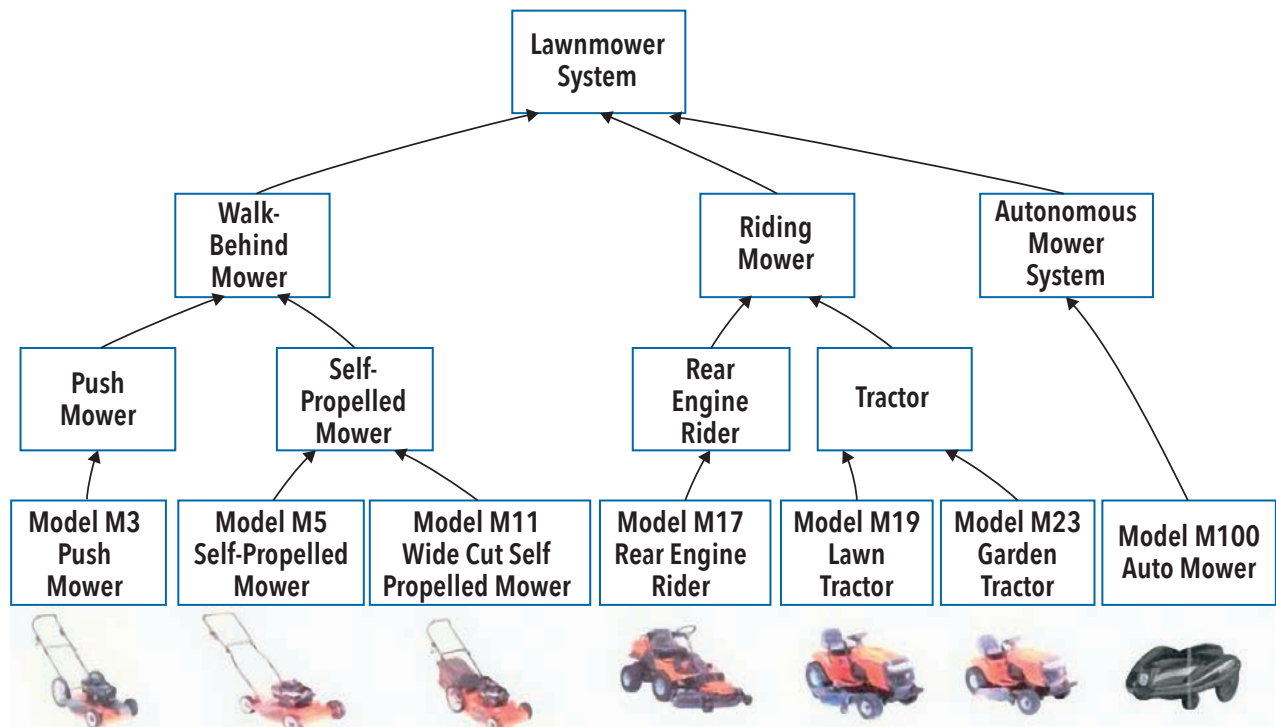 Lawnmower
System
Walk-
Behind
Mower
Riding
Mower
Autonomous
Mower
System
Push
Mower
Self-
Propelled
Mower
Rear
Engine
Rider
Tractor
Model M3
Push
Mower
Model M5
Self-Propelled
Mower
Model M11
Wide Cut Self
Propelled Mower
Model M17
Rear Engine
Rider
Model M19
Lawn
Tractor
Model M23
Garden
Tractor
Model M100
Auto Mower